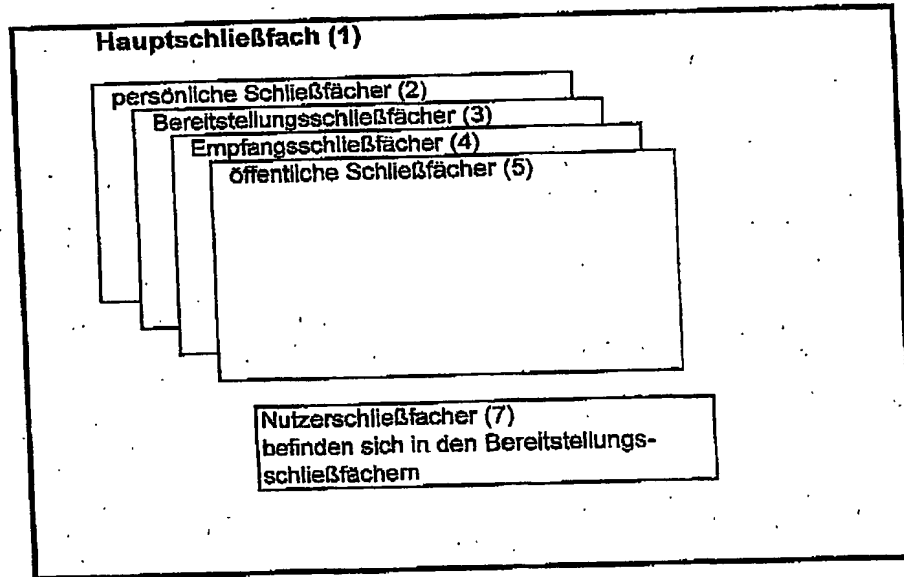 Hauptschließfach (1)
persönliche Schließfächer (2)
Bereitstellungsschließfächer (3)
Empfangsschließfächer (4)
öffentliche Schließfächer (5)
Nutzerschließfacher (7)
befinden sich in den Bereitstellungs-
schließfächern